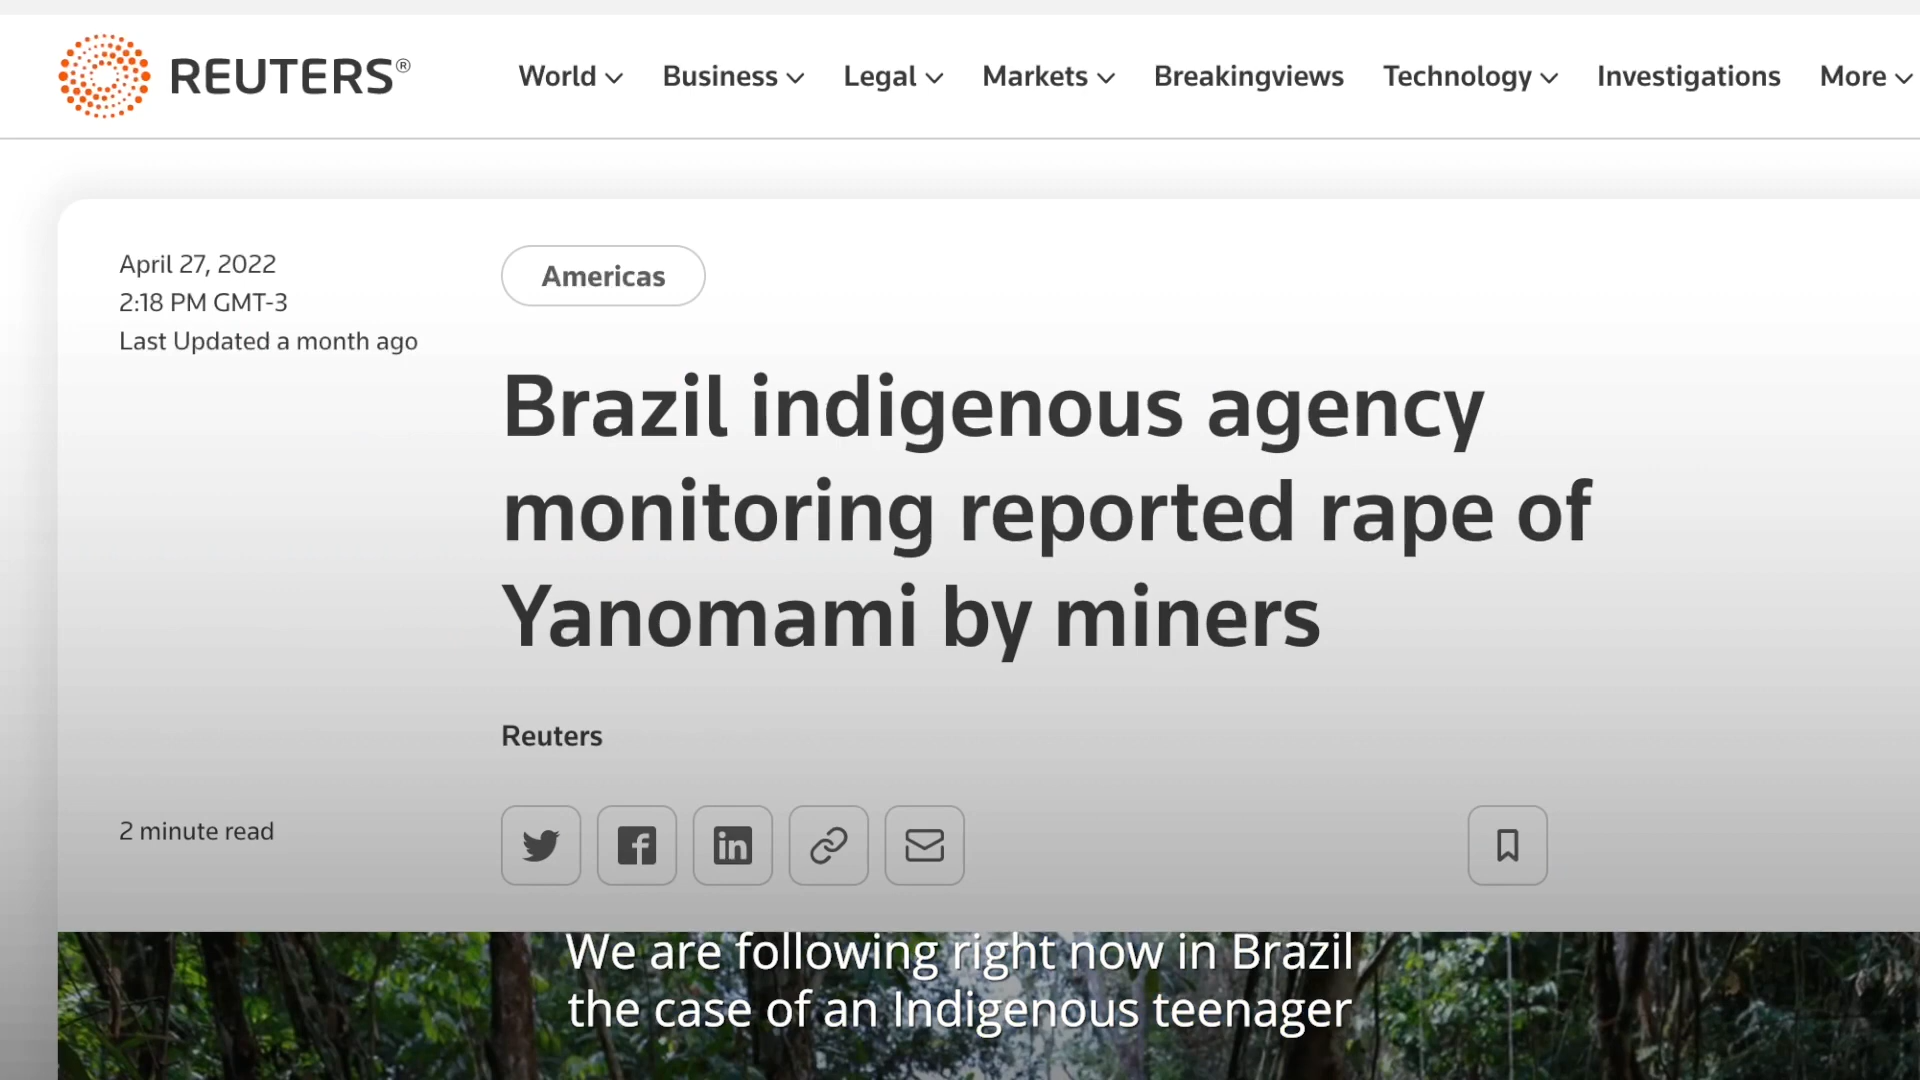 REUTERS®
World Business Legal Markets Breakingviews Technology Investigations More
April 27, 2022
2:18 PM GMT-3
Last Updated a month ago
Americas
Brazil indigenous agency
monitoring reported rape of
Yanomami by miners
Reuters
2 minute read
We are following right now in Brazil
the case of an Indigenous teenager